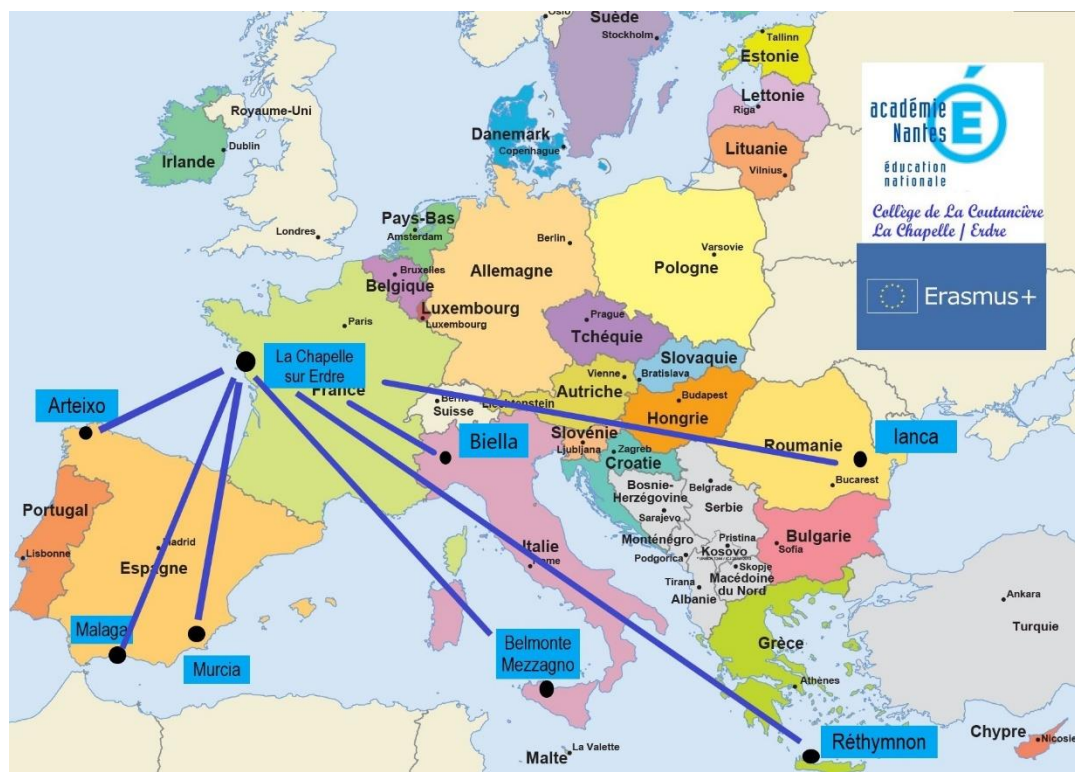 Suède
Stockholm
Oslo
Tallinn
Estonie
Lettonie
Riga
Lituanie
Vilnius
académie
Nantes
É
éducation
nationale
Collège de La Coutancière
La Chapelle / Erdre
Erasmus+
Royaume-Uni
Dublin
Irlande
Londres
Danemark
Copenhague
Pays-Bas
Amsterdam
Bruxelles
Belgique
Luxembourg
Luxembourg
Berlin
Allemagne
Varsovie
Pologne
Prague
Tchéquie
Slovaquie
Bratislava
Vienne
Autriche
Budapest
Hongrie
Paris
La Chapelle
sur Erdre
France
Berne
Suisse
Liechtenstein
Arteixo
Biella
Slovénie
Ljubljana
Zagreb
Croatie
Roumanie
Bucarest
Ianca
Bosnie-
Herzégovine
Sarajevo
Belgrade
Serbie
Monténégro
Podgorica
Pristina
Kosovo
Skopje
Macédoine
du Nord
Tirana
Albanie
Bulgarie
Sofia
Portugal
Lisbonne
Madrid
Espagne
Italie
Rome
Malaga
Murcia
Belmonte
Mezzagno
Grèce
Athènes
Ankara
Turquie
Réthymnon
Malte
La Valette
Chypre
Nicosie